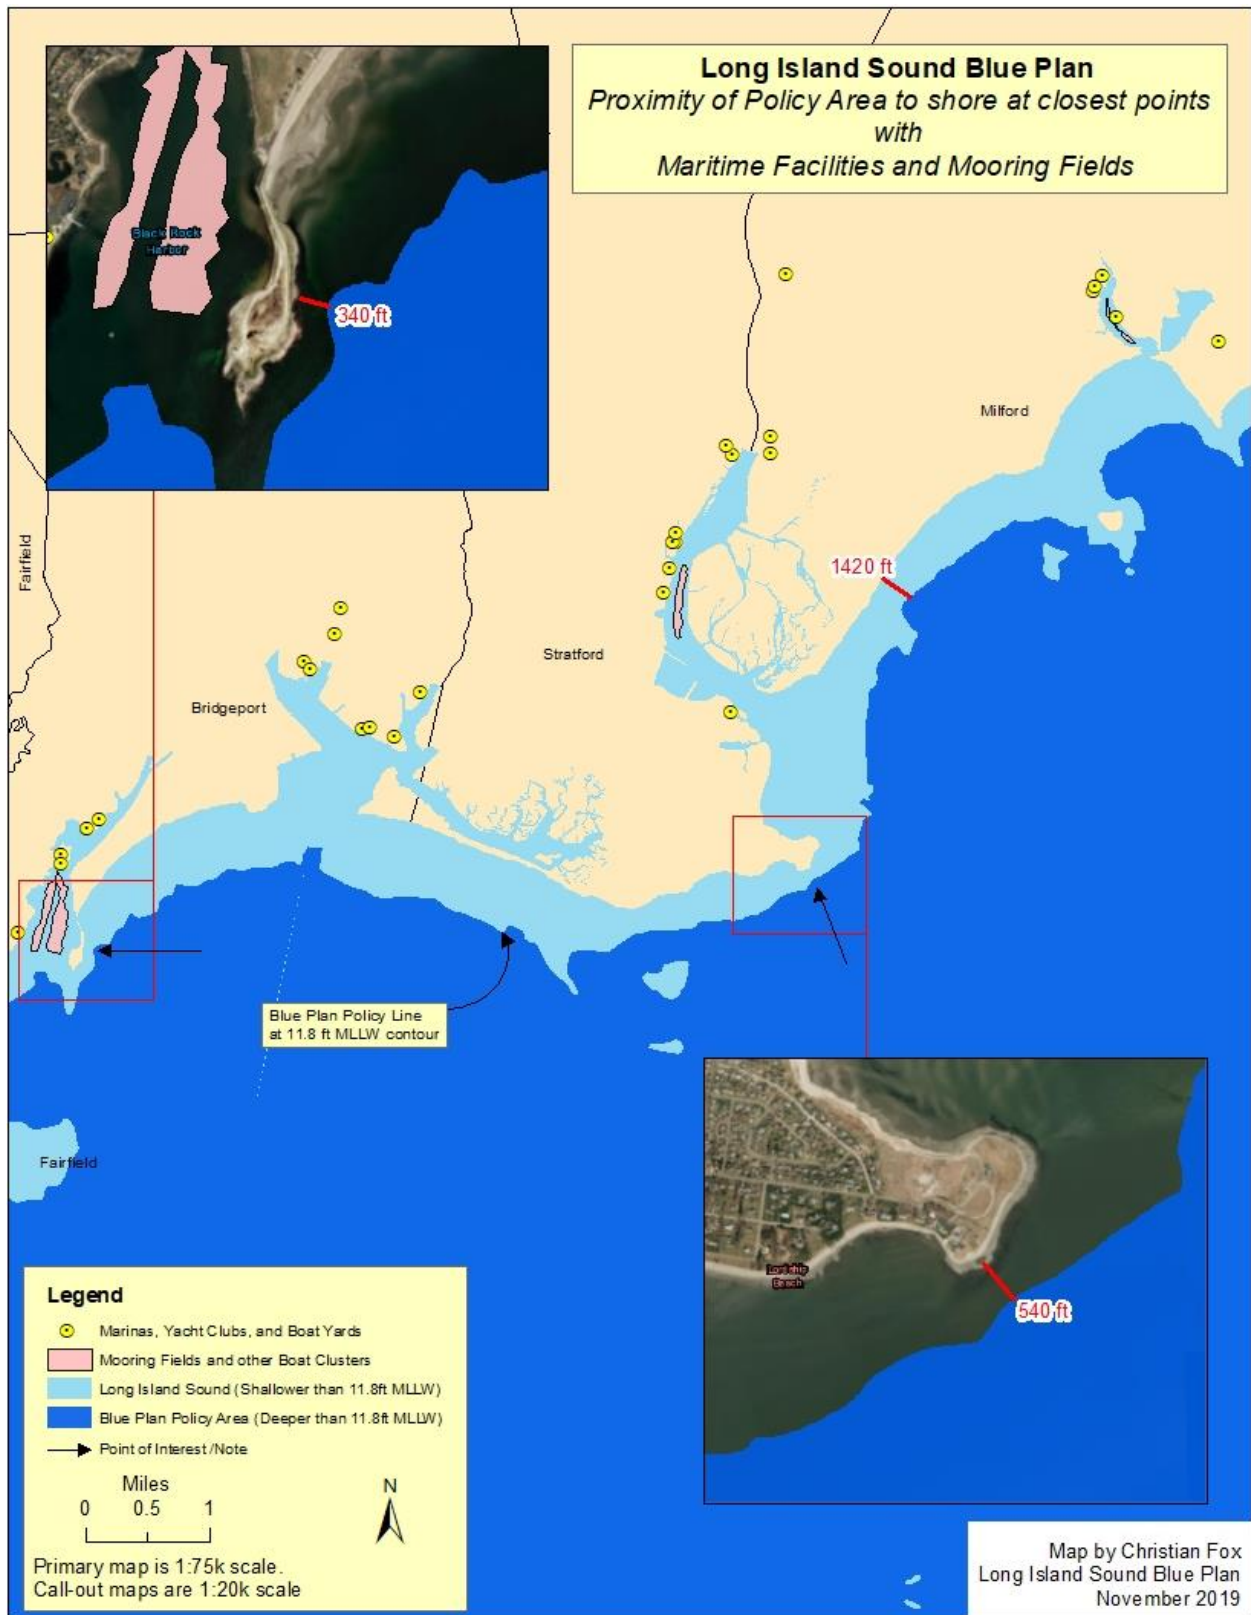 Long Island Sound Blue Plan
Proximity of Policy Area to shore at closest points
with
Maritime Facilities and Mooring Fields
Black Rock
Harbor
340 ft
Milford
1420 ft
Fairfield
Stratford
Bridgeport
Blue Plan Policy Line
at 11.8 ft MLLW contour
Fairfield
Lordship
Beach
540 ft
Legend
Marinas, Yacht Clubs, and Boat Yards
Mooring Fields and other Boat Clusters
Long Island Sound (Shallower than 11.8ft MLLW)
Blue Plan Policy Area (Deeper than 11.8ft MLLW)
Point of Interest /Note
Miles
0 0.5 1
N
Primary map is 1:75k scale.
Call-out maps are 1:20k scale
Map by Christian Fox
Long Island Sound Blue Plan
November 2019